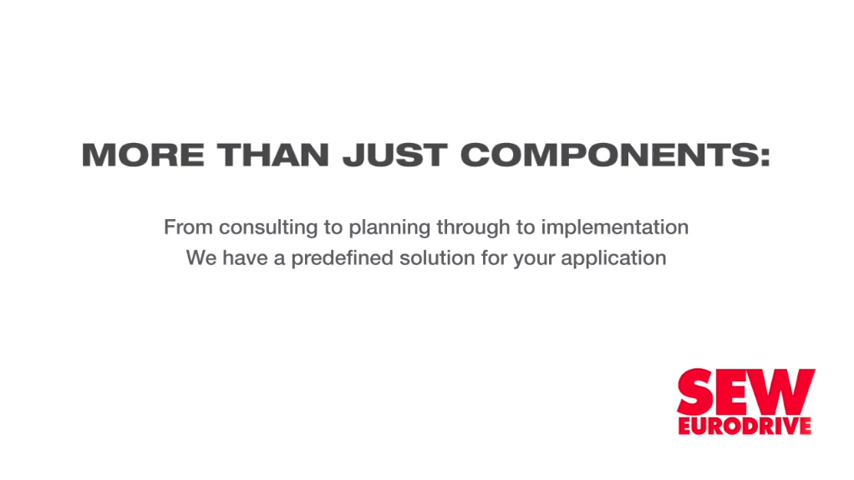 MORE THAN JUST COMPONENTS:
From consulting to planning through to implementation
We have a predefined solution for your application
SEW
EURODRIVE